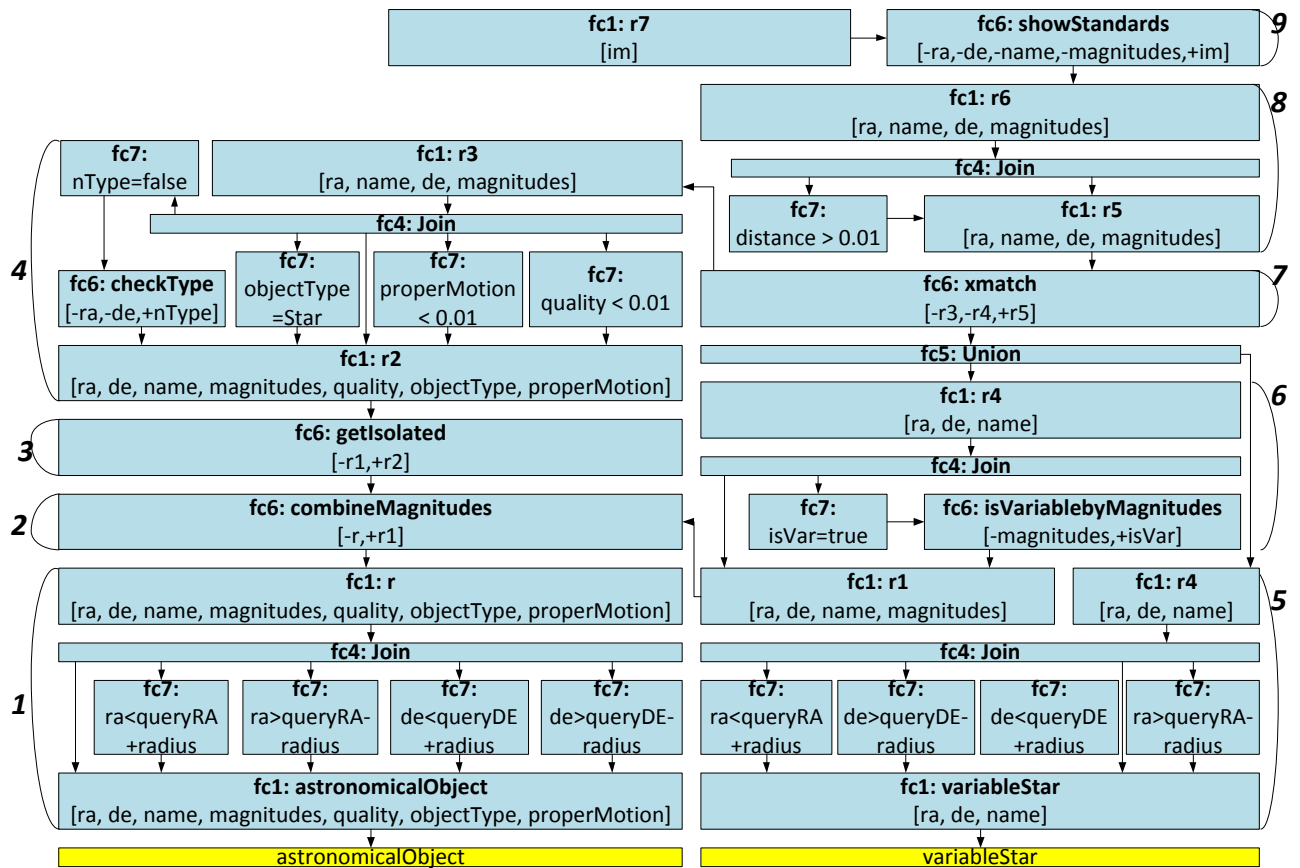 fc1: r7
[im]
fc6: showStandards
[-ra,-de,-name,-magnitudes,+im]
9
fc1: r6
[ra, name, de, magnitudes]
8
fc4: Join
fc7:
distance > 0.01
fc1: r5
[ra, name, de, magnitudes]
fc7:
nType=false
fc1: r3
[ra, name, de, magnitudes]
fc4: Join
4
fc6: checkType
[-ra,-de,+nType]
fc7:
objectType
=Star
fc7:
properMotion
< 0.01
fc7:
quality < 0.01
fc1: r2
[ra, de, name, magnitudes, quality, objectType, properMotion]
fc6: xmatch
[-r3,-r4,+r5]
7
fc5: Union
fc1: r4
[ra, de, name]
6
fc4: Join
fc7:
isVar=true
fc6: isVariablebyMagnitudes
[-magnitudes,+isVar]
3
fc6: getIsolated
[-r1,+r2]
2
fc6: combineMagnitudes
[-r,+r1]
fc1: r
[ra, de, name, magnitudes, quality, objectType, properMotion]
fc4: Join
1
fc7:
ra<queryRA
+radius
fc7:
ra>queryRA-
radius
fc7:
de<queryDE
+radius
fc7:
de>queryDE-
radius
fc1: astronomicalObject
[ra, de, name, magnitudes, quality, objectType, properMotion]
astronomicalObject
fc1: r1
[ra, de, name, magnitudes]
fc1: r4
[ra, de, name]
5
fc4: Join
fc7:
ra<queryRA
+radius
fc7:
de>queryDE-
radius
fc7:
de<queryDE
+radius
fc7:
ra>queryRA-
radius
fc1: variableStar
[ra, de, name]
variableStar